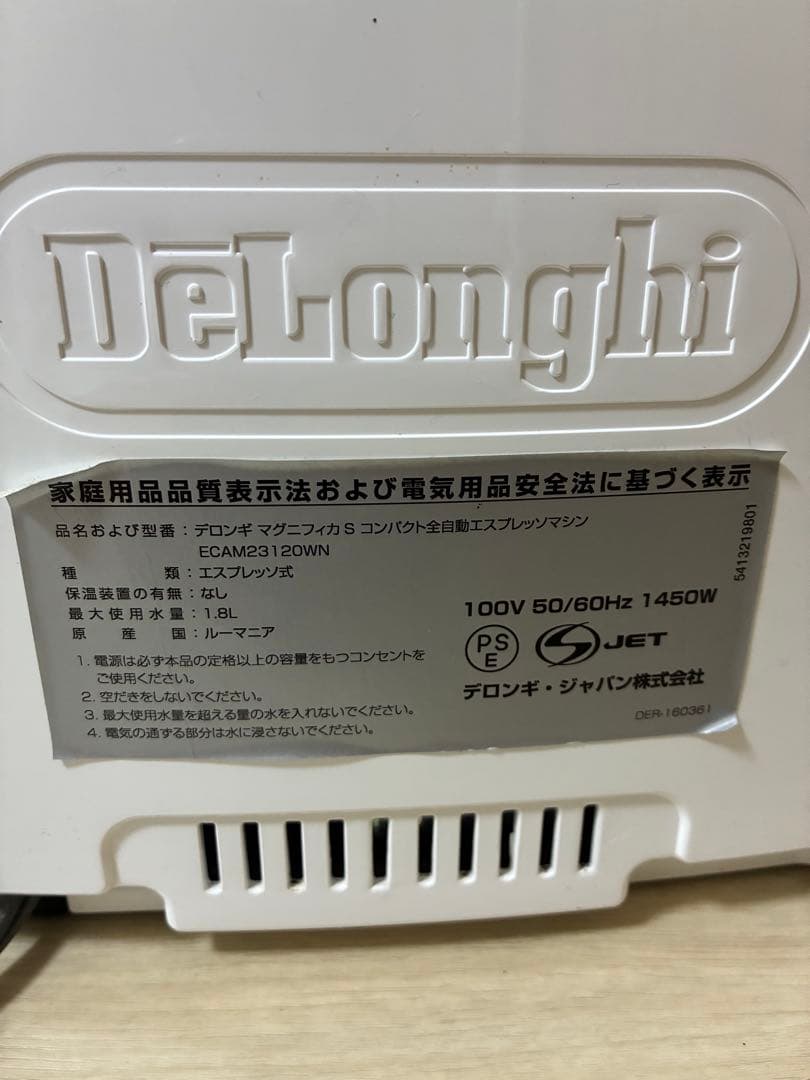 DeLonghi
家庭用品品質表示法および電気用品安全法に基づく表示
品名および型番：デロンギ マグニフィカ S コンパクト全自動エスプレッソマシン
ECAM23120WN
種類：エスプレッソ式
保温装置の有無：なし
最大使用水量：1.8L
原産国：ルーマニア
1. 電源は必ず本品の定格以上の容量をもつコンセントを
ご使用ください。
2. 空だきをしないでください。
3. 最大使用水量を超える量の水を入れないでください。
4. 電気の通ずる部分は水に浸さないでください。
100V 50/60Hz 1450W
PS
E
JET
デロンギ・ジャパン株式会社
DER-160361
5413219801